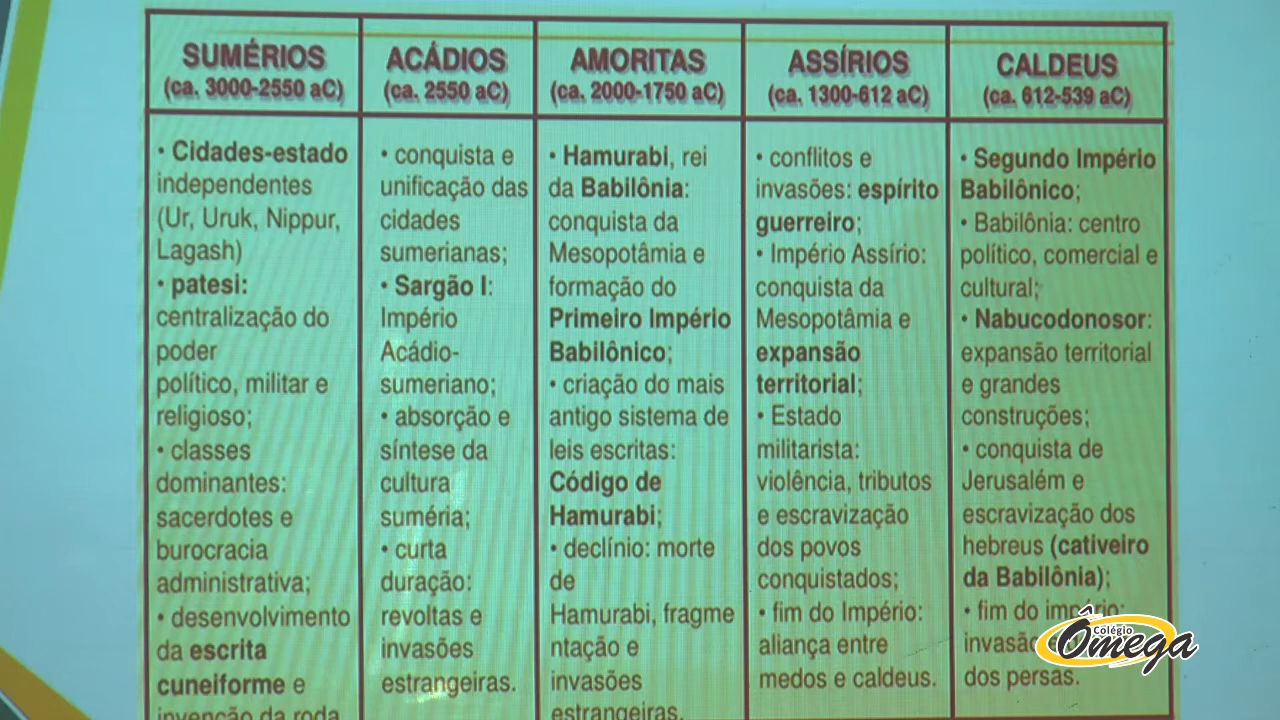 SUMÉRIOS
(ca. 3000-2550 aC)
• Cidades-estado
independentes
(Ur, Uruk, Nippur,
Lagash)
• patesi:
centralização do
poder
político, militar e
religioso;
• classes
dominantes:
sacerdotes e
burocracia
administrativa;
• desenvolvimento
da escrita
cuneiforme e
invenção da roda
ACÁDIOS
(ca. 2550 aC)
• conquista e
unificação das
cidades
sumerianas;
• Sargão I:
Império
Acádio-
sumeriano;
• absorção e
síntese da
cultura
suméria;
• curta
duração:
revoltas e
invasões
estrangeiras.
AMORITAS
(ca. 2000-1750 aC)
• Hamurabi, rei
da Babilônia:
conquista da
Mesopotâmia e
formação do
Primeiro Império
Babilônico;
• criação do mais
antigo sistema de
leis escritas:
Código de
Hamurabi;
• declínio: morte
de
Hamurabi, fragme
ntação e
invasões
estrangeiras.
ASSÍRIOS
(ca. 1300-612 aC)
• conflitos e
invasões: espírito
guerreiro;
• Império Assírio:
conquista da
Mesopotâmia e
expansão
territorial;
• Estado
militarista:
violência, tributos
e escravização
dos povos
conquistados;
• fim do Império:
aliança entre
medos e caldeus.
CALDEUS
(ca. 612-539 aC)
• Segundo Império
Babilônico;
• Babilônia: centro
político, comercial e
cultural;
• Nabucodonosor:
expansão territorial
e grandes
construções;
• conquista de
Jerusalém e
escravização dos
hebreus (cativeiro
da Babilônia);
• fim do império:
dos persas.
Colégio
Ômega